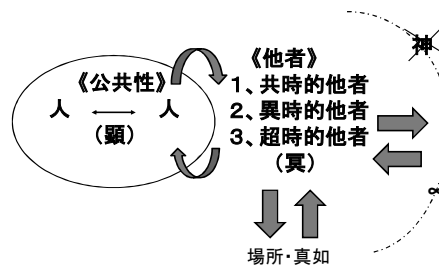 《公共性》
人 人
(顕)
《他者》
1、共時的他者
2、異時的他者
3、超時的他者
(冥)
神
∞
場所・真如